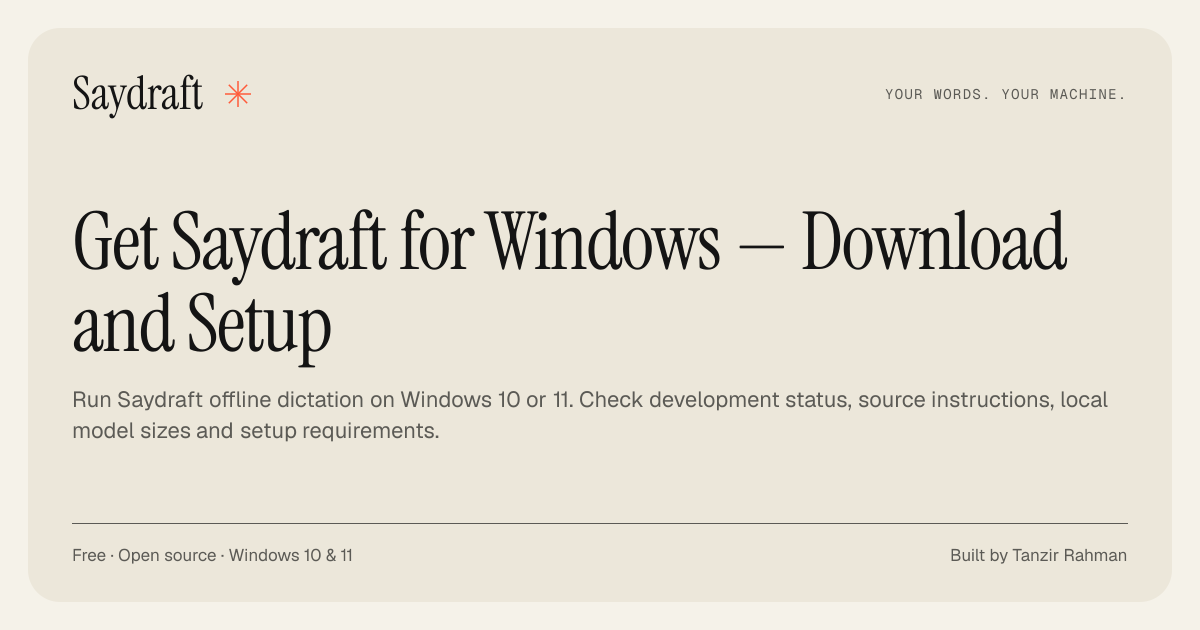 Saydraft
YOUR WORDS. YOUR MACHINE.
Get Saydraft for Windows — Download
and Setup
Run Saydraft offline dictation on Windows 10 or 11. Check development status, source instructions, local
model sizes and setup requirements.
Free · Open source · Windows 10 & 11
Built by Tanzir Rahman